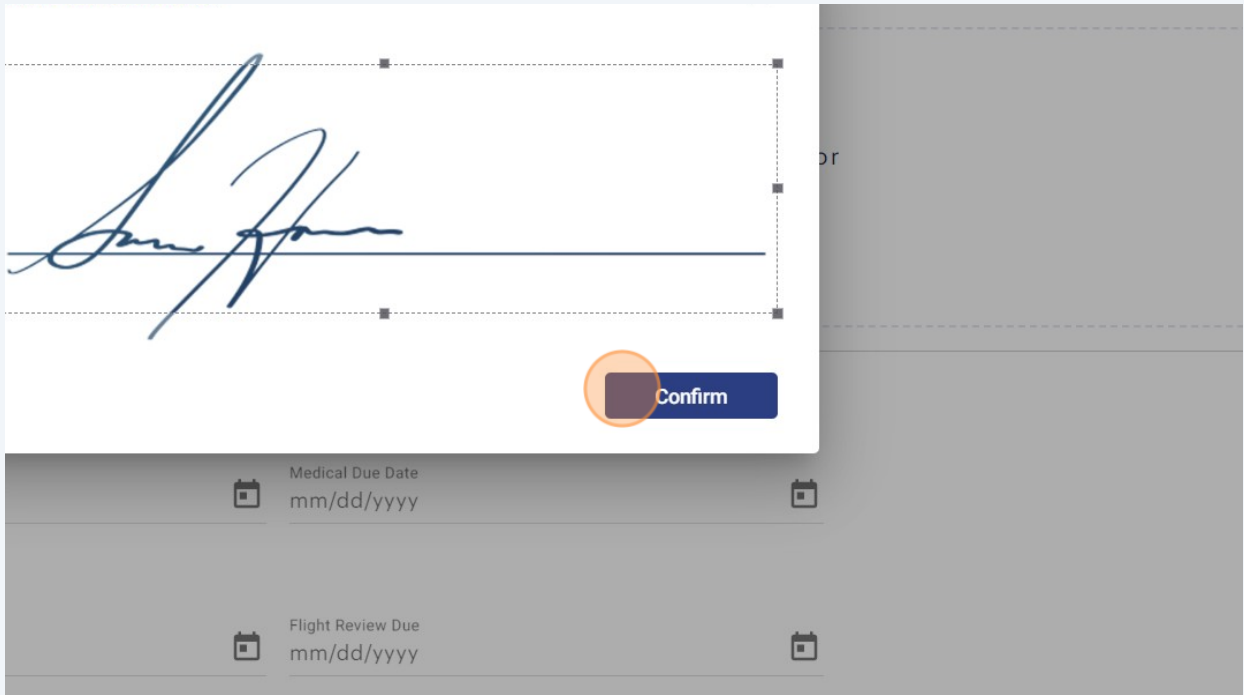 or
Confirm
Medical Due Date
mm/dd/yyyy
Flight Review Due
mm/dd/yyyy